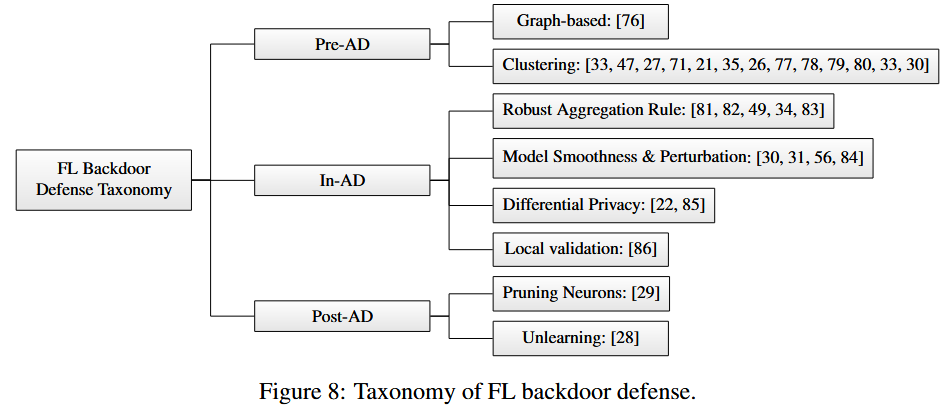 FL Backdoor
Defense Taxonomy
Pre-AD
Graph-based: [76]
Clustering: [33, 47, 27, 71, 21, 35, 26, 77, 78, 79, 80, 33, 30]
In-AD
Robust Aggregation Rule: [81, 82, 49, 34, 83]
Model Smoothness & Perturbation: [30, 31, 56, 84]
Differential Privacy: [22, 85]
Local validation: [86]
Post-AD
Pruning Neurons: [29]
Unlearning: [28]
Figure 8: Taxonomy of FL backdoor defense.